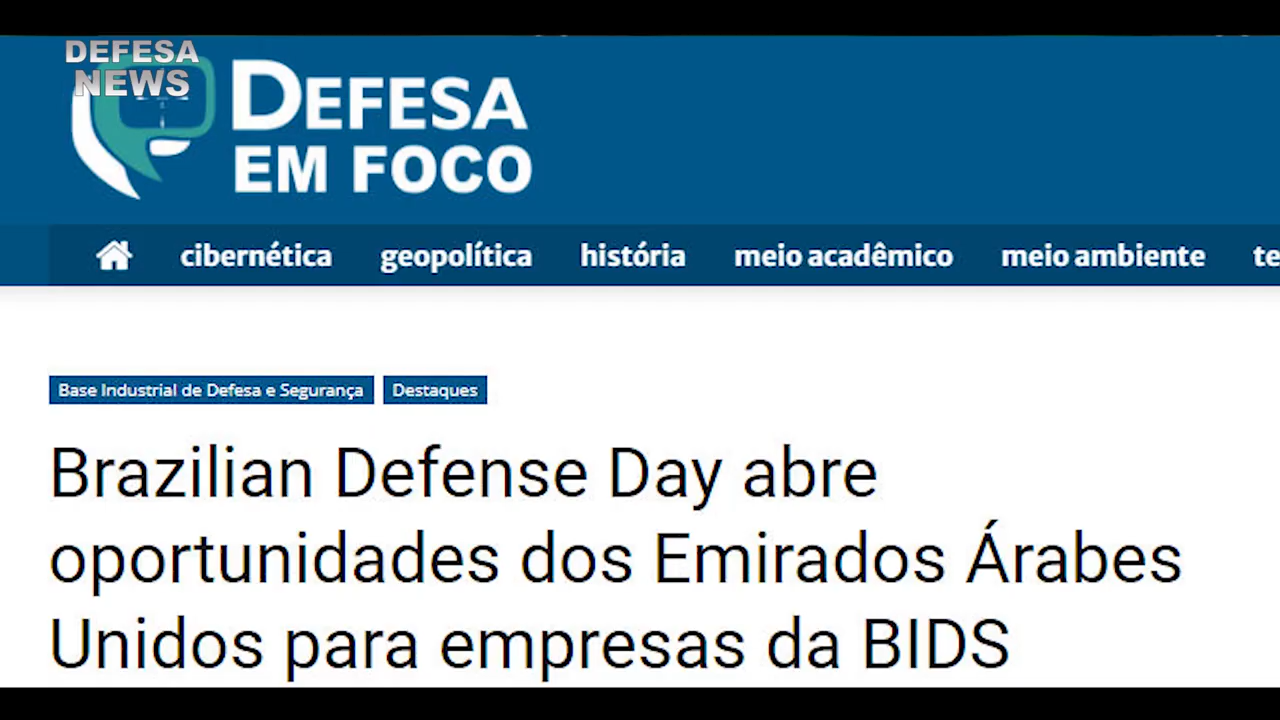 DEFESA
NEWS
DEFESA
EM FOCO
cibernética geopolítica história meio acadêmico meio ambiente te
Base Industrial de Defesa e Segurança Destaques
Brazilian Defense Day abre
oportunidades dos Emirados Árabes
Unidos para empresas da BIDS